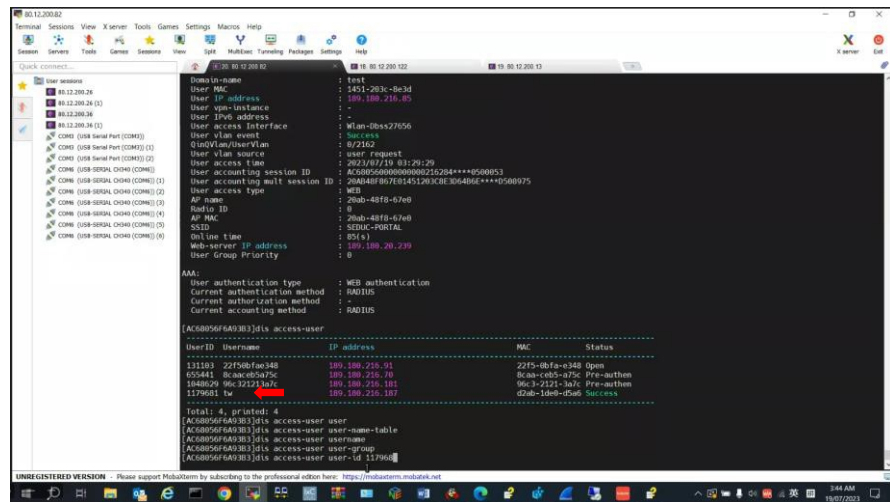 80.12.200.82
Terminal Sessions View X server Tools Games Settings Macros Help
Session Servers Tools Games Sessions View Split MultiExec Tunneling Packages Settings Help
X server Exit
Quick connect...
20. 80.12.200.82
18. 80.12.200.122
19. 80.12.200.13
User sessions
80.12.200.26
80.12.200.26 (1)
80.12.200.36
80.12.200.36 (1)
COM3 (USB Serial Port (COM3))
COM3 (USB Serial Port (COM3)) (1)
COM3 (USB Serial Port (COM3)) (2)
COM6 (USB-SERIAL CH340 (COM6))
COM6 (USB-SERIAL CH340 (COM6)) (1)
COM6 (USB-SERIAL CH340 (COM6)) (2)
COM6 (USB-SERIAL CH340 (COM6)) (3)
COM6 (USB-SERIAL CH340 (COM6)) (4)
COM6 (USB-SERIAL CH340 (COM6)) (5)
COM6 (USB-SERIAL CH340 (COM6)) (6)
Domain-name : test
User MAC : 1451-203c-8e3d
User IP address : 189.180.216.85
User vpn-instance : -
User IPv6 address : -
User access Interface : Wlan-Dbss27656
User vlan event : Success
QinQVlan/UserVlan : 0/2162
User vlan source : user request
User access time : 2023/07/19 03:29:29
User accounting session ID :
User accounting mult session ID :
User access type : WEB
AP name : 20ab-48f8-67e0
Radio ID : 0
AP MAC : 20ab-48f8-67e0
SSID : SEDUC-PORTAL
Online time : 85(s)
Web-server IP address : 189.180.20.239
User Group Priority : 0
AAA:
User authentication type : WEB authentication
Current authentication method : RADIUS
Current authorization method : -
Current accounting method : RADIUS
[AC68056F6A93B3]dis access-user
UserID Username IP address MAC Status
131103 22f50bfae348 189.180.216.91 22f5-0bfa-e348 Open
655441 8caaceb5a75c 189.180.216.70 8caa-ceb5-a75c Pre-authen
1048629 96c321213a7c 189.180.216.181 96c3-2121-3a7c Pre-authen
1179681 tw 189.180.216.187 d2ab-1de0-d5a6 Success
Total: 4, printed: 4
[AC68056F6A93B3]dis access-user user
[AC68056F6A93B3]dis access-user user-name-table
[AC68056F6A93B3]dis access-user username
[AC68056F6A93B3]dis access-user user-group
[AC68056F6A93B3]dis access-user user-id 117968
UNREGISTERED VERSION - Please support MobaXterm by subscribing to the professional edition here: https://mobaxterm.mobatek.net
英
3:44 AM
19/07/2023